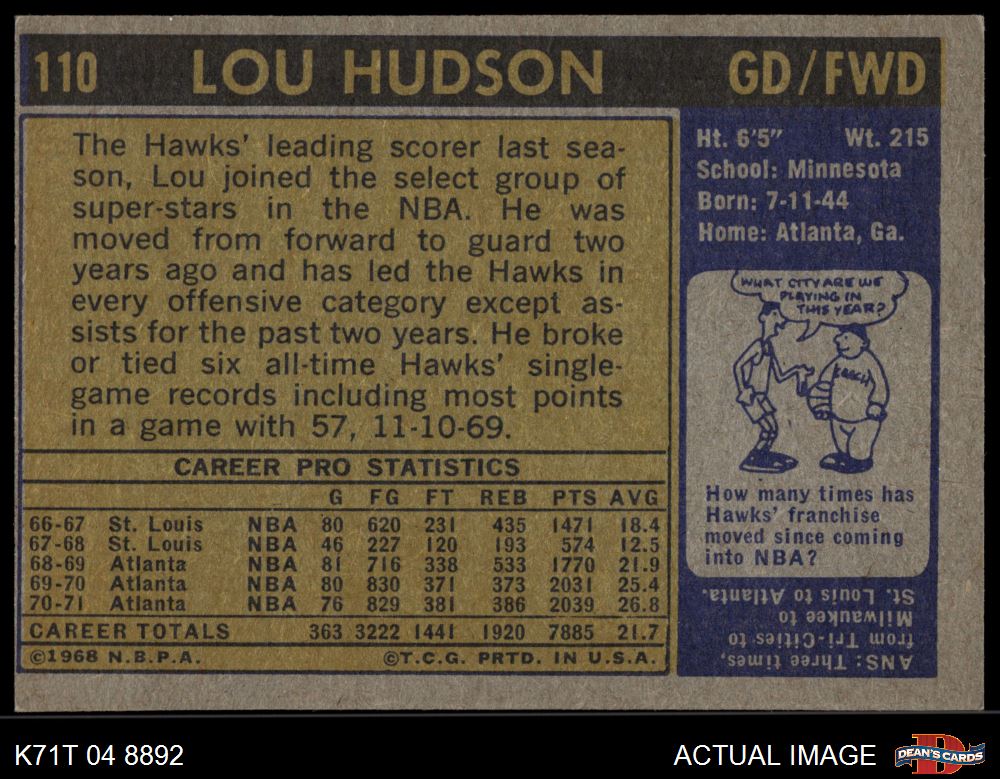 110 LOU HUDSON GD/FWD
The Hawks' leading scorer last sea-
son, Lou joined the select group of
super-stars in the NBA. He was
moved from forward to guard two
years ago and has led the Hawks in
every offensive category except as-
sists for the past two years. He broke
or tied six all-time Hawks' single-
game records including most points
in a game with 57, 11-10-69.
CAREER PRO STATISTICS
G FG FT REB PTS AVG
66-67 St. Louis NBA 80 620 231 435 1471 18.4
67-68 St. Louis NBA 46 227 120 193 574 12.5
68-69 Atlanta NBA 81 716 338 533 1770 21.9
69-70 Atlanta NBA 80 830 371 373 2031 25.4
70-71 Atlanta NBA 76 829 381 386 2039 26.8
CAREER TOTALS 363 3222 1441 1920 7885 21.7
©1968 N.B.P.A. ©T.C.G. PRTD. IN U.S.A.
Ht. 6'5" Wt. 215
School: Minnesota
Born: 7-11-44
Home: Atlanta, Ga.
WHAT CITY ARE WE
PLAYING IN
THIS YEAR?
COACH
How many times has
Hawks' franchise
moved since coming
into NBA?
ANS: Three times,
from Tri-Cities to
Milwaukee to
St. Louis to Atlanta.
K71T 04 8892
ACTUAL IMAGE
D
DEAN'S CARDS